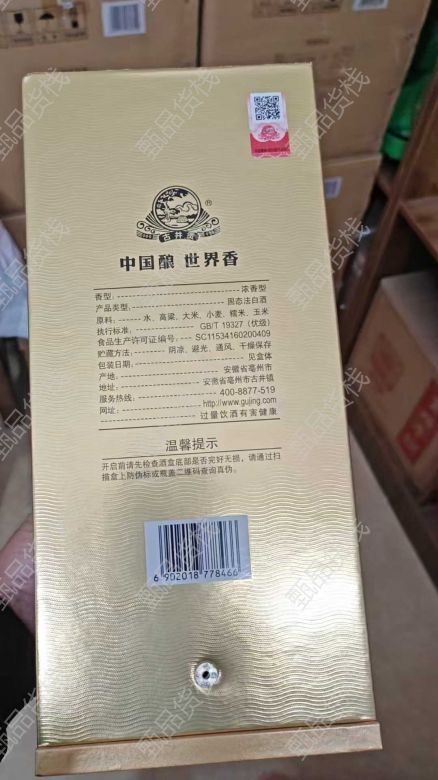 古井贡
®
中国酿 世界香
香型:浓香型
产品类型:固态法白酒
原料:水、高粱、大米、小麦、糯米、玉米
执行标准:GB/T 19327(优级)
食品生产许可证编号:SC11534160200409
贮藏方法:阴凉、避光、通风、干燥保存
包装日期:见盒体
产地:安徽省亳州市
地址:安徽省亳州市古井镇
服务热线:400-8877-519
网址:http://www.gujing.com
过量饮酒有害健康
温馨提示
开启前请先检查酒盒底部是否完好无损,请通过扫
描盒上防伪标或瓶盖二维码查询真伪。
6 902018 778466
甄品货栈